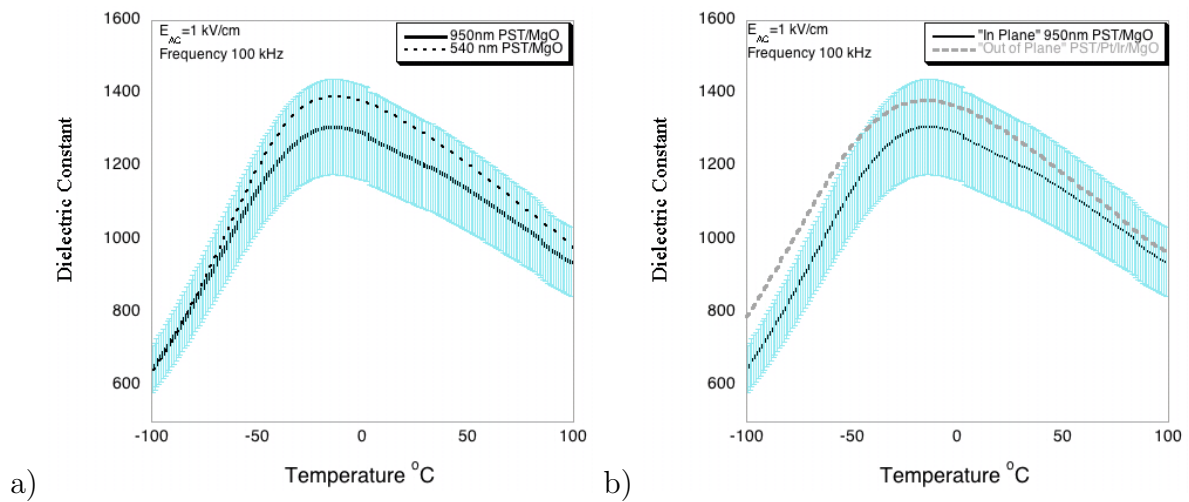 1600
1400
1200
1000
800
600
Dielectric Constant
E_AC=1 kV/cm
Frequency 100 kHz
950nm PST/MgO
540 nm PST/MgO
-100 -50 0 50 100
Temperature °C
a)
1600
1400
1200
1000
800
600
Dielectric Constant
E_AC=1 kV/cm
Frequency 100 kHz
"In Plane" 950nm PST/MgO
"Out of Plane" PST/Pt/Ir/MgO
-100 -50 0 50 100
Temperature °C
b)